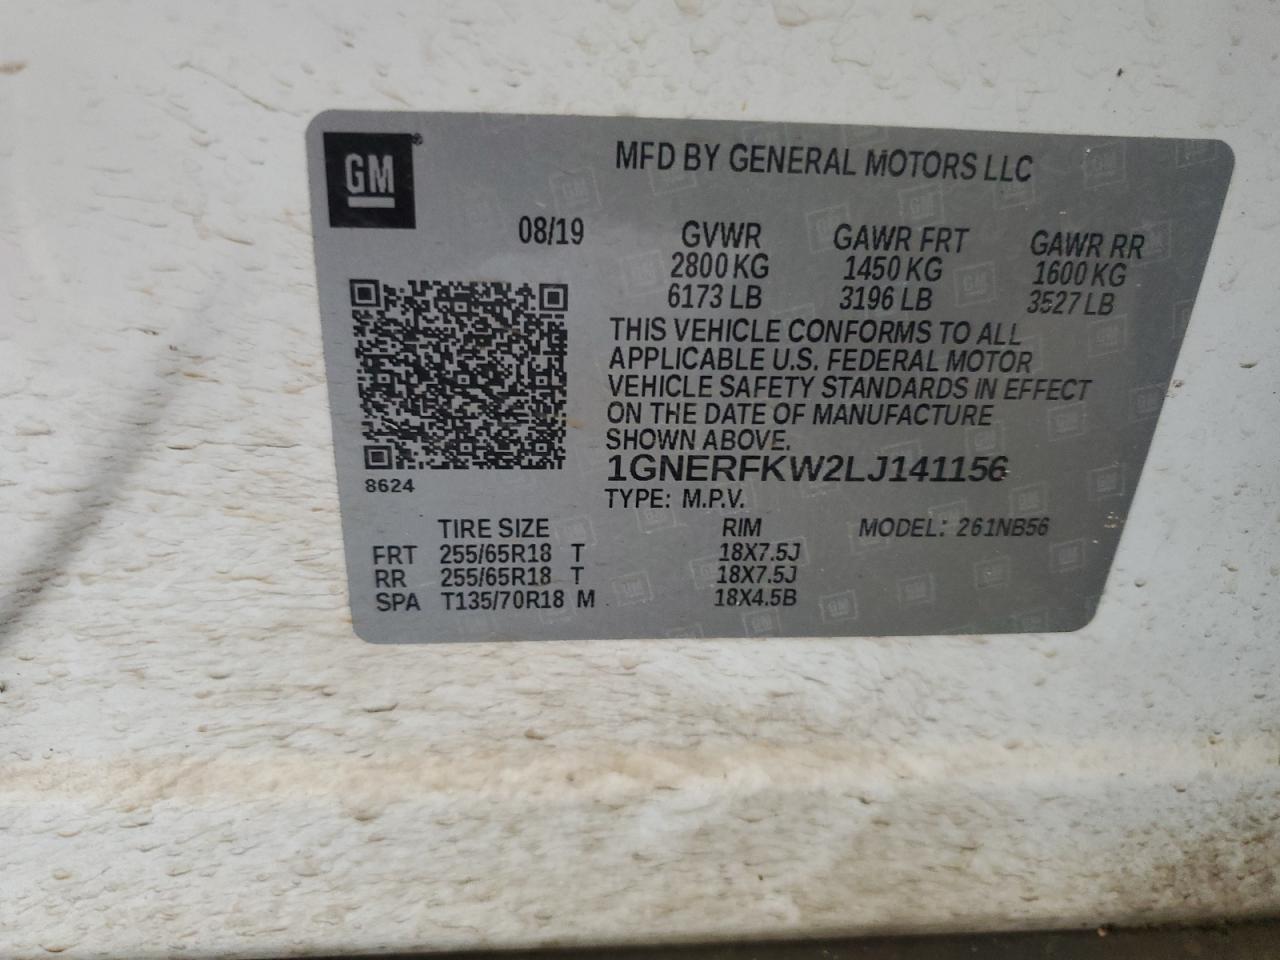 GM
MFD BY GENERAL MOTORS LLC
08/19 GVWR GAWR FRT GAWR RR
2800 KG 1450 KG 1600 KG
6173 LB 3196 LB 3527 LB
THIS VEHICLE CONFORMS TO ALL
APPLICABLE U.S. FEDERAL MOTOR
VEHICLE SAFETY STANDARDS IN EFFECT
ON THE DATE OF MANUFACTURE
SHOWN ABOVE.
1GNERFKW2LJ141156
8624
TYPE: M.P.V.
TIRE SIZE RIM MODEL: 261NB56
FRT 255/65R18 T 18X7.5J
RR 255/65R18 T 18X7.5J
SPA T135/70R18 M 18X4.5B